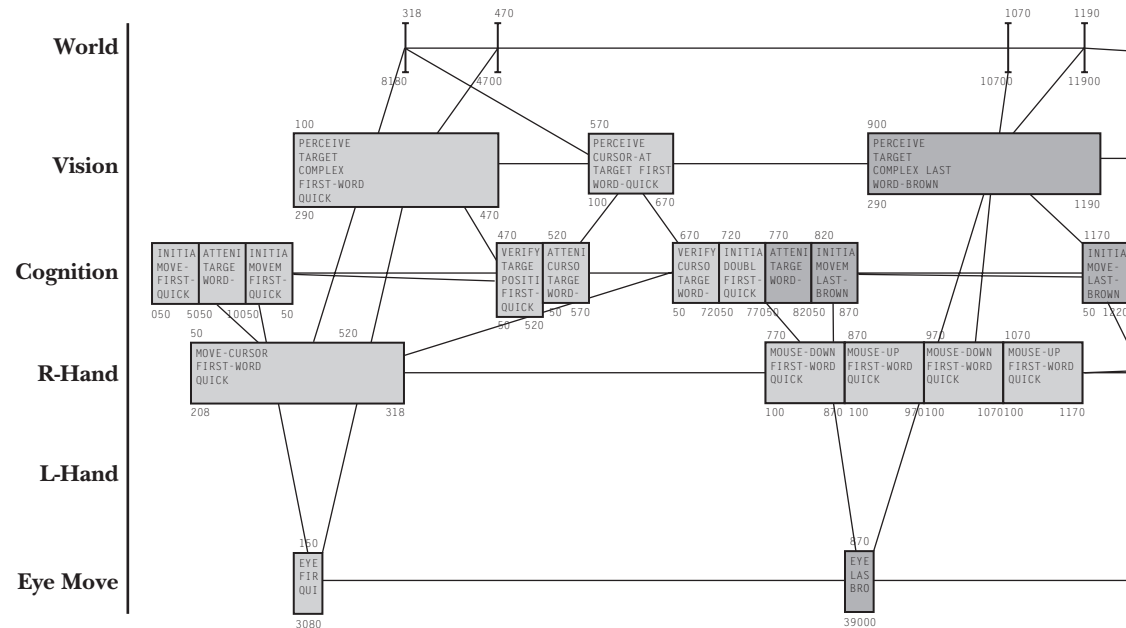 318 470 1070 1190
World
8180 4700 10700 11900
100 570 900
Vision
PERCEIVE
TARGET
COMPLEX
FIRST-WORD
QUICK
PERCEIVE
CURSOR-AT
TARGET FIRST
WORD-QUICK
PERCEIVE
TARGET
COMPLEX LAST
WORD-BROWN
290 470 100 670 290 1190
470 520 670 720 770 820 1170
Cognition
INITIA
MOVE-
FIRST-
QUICK
ATTENI
TARGE
WORD-
INITIA
MOVEM
FIRST-
QUICK
VERIFY
TARGE
POSITI
FIRST-
QUICK
ATTENI
CURSO
TARGE
WORD-
VERIFY
CURSO
TARGE
WORD-
INITIA
DOUBL
FIRST-
QUICK
ATTENI
TARGE
WORD-
INITIA
MOVEM
LAST-
BROWN
INITIA
MOVE-
LAST-
BROWN
050 5050 10050 50 50 520 50 570 50 72050 77050 82050 870 50 1220
50 520 770 870 970 1070
R-Hand
MOVE-CURSOR
FIRST-WORD
QUICK
MOUSE-DOWN
FIRST-WORD
QUICK
MOUSE-UP
FIRST-WORD
QUICK
MOUSE-DOWN
FIRST-WORD
QUICK
MOUSE-UP
FIRST-WORD
QUICK
208 318 100 870 100 970100 1070100 1170
L-Hand
150 870
Eye Move
EYE
FIR
QUI
EYE
LAS
BRO
3080 39000